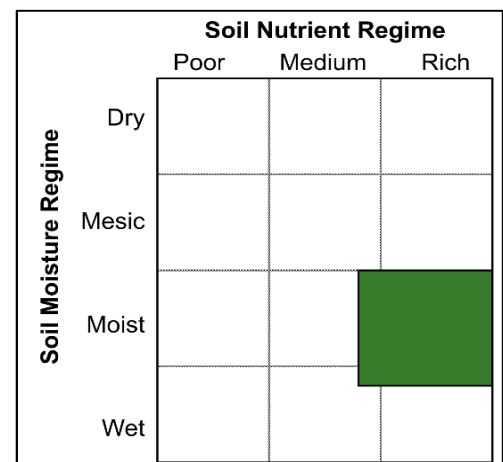 Soil Nutrient Regime
Poor Medium Rich
Soil Moisture Regime
Dry
Mesic
Moist
Wet